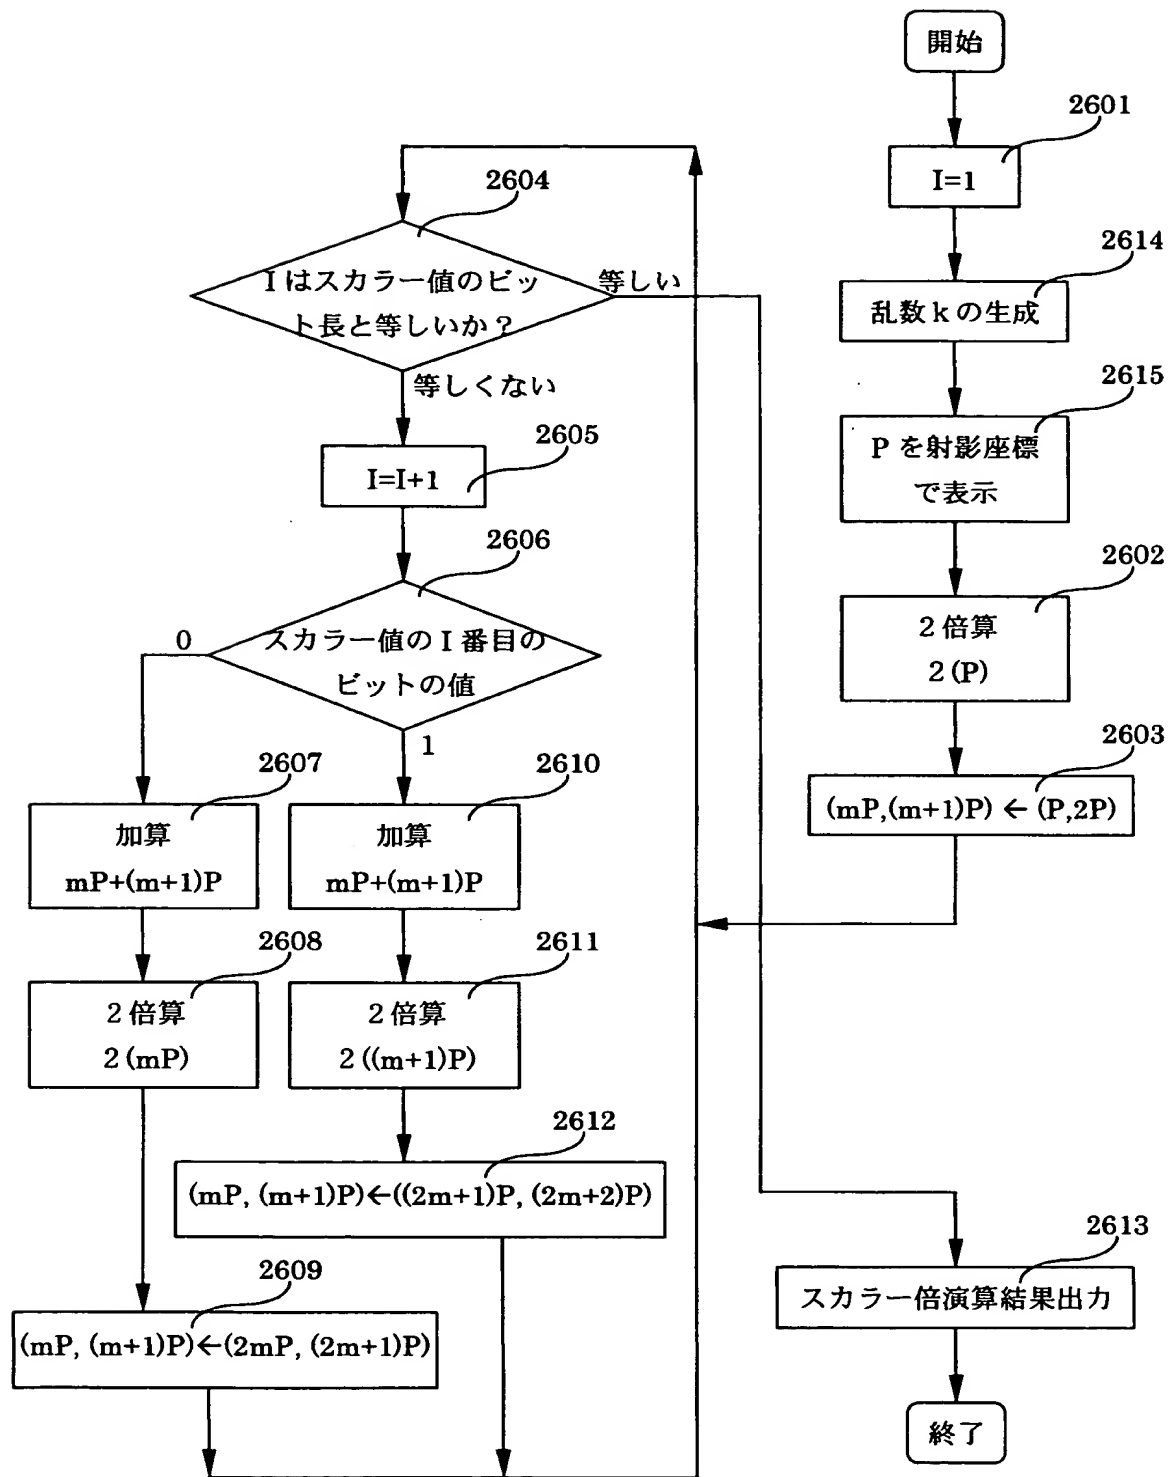 開始
2601
I=1
2614
乱数kの生成
2615
Pを射影座標
で表示
2602
2倍算
2(P)
2603
(mP,(m+1)P) ← (P,2P)
2604
Iはスカラー値のビッ
ト長と等しいか?
等しい
等しくない
2605
I=I+1
2606
スカラー値のI番目の
ビットの値
0
1
2607
加算
mP+(m+1)P
2610
加算
mP+(m+1)P
2608
2倍算
2(mP)
2611
2倍算
2((m+1)P)
2612
(mP, (m+1)P)←((2m+1)P, (2m+2)P)
2609
(mP, (m+1)P)←(2mP, (2m+1)P)
2613
スカラー倍演算結果出力
終了